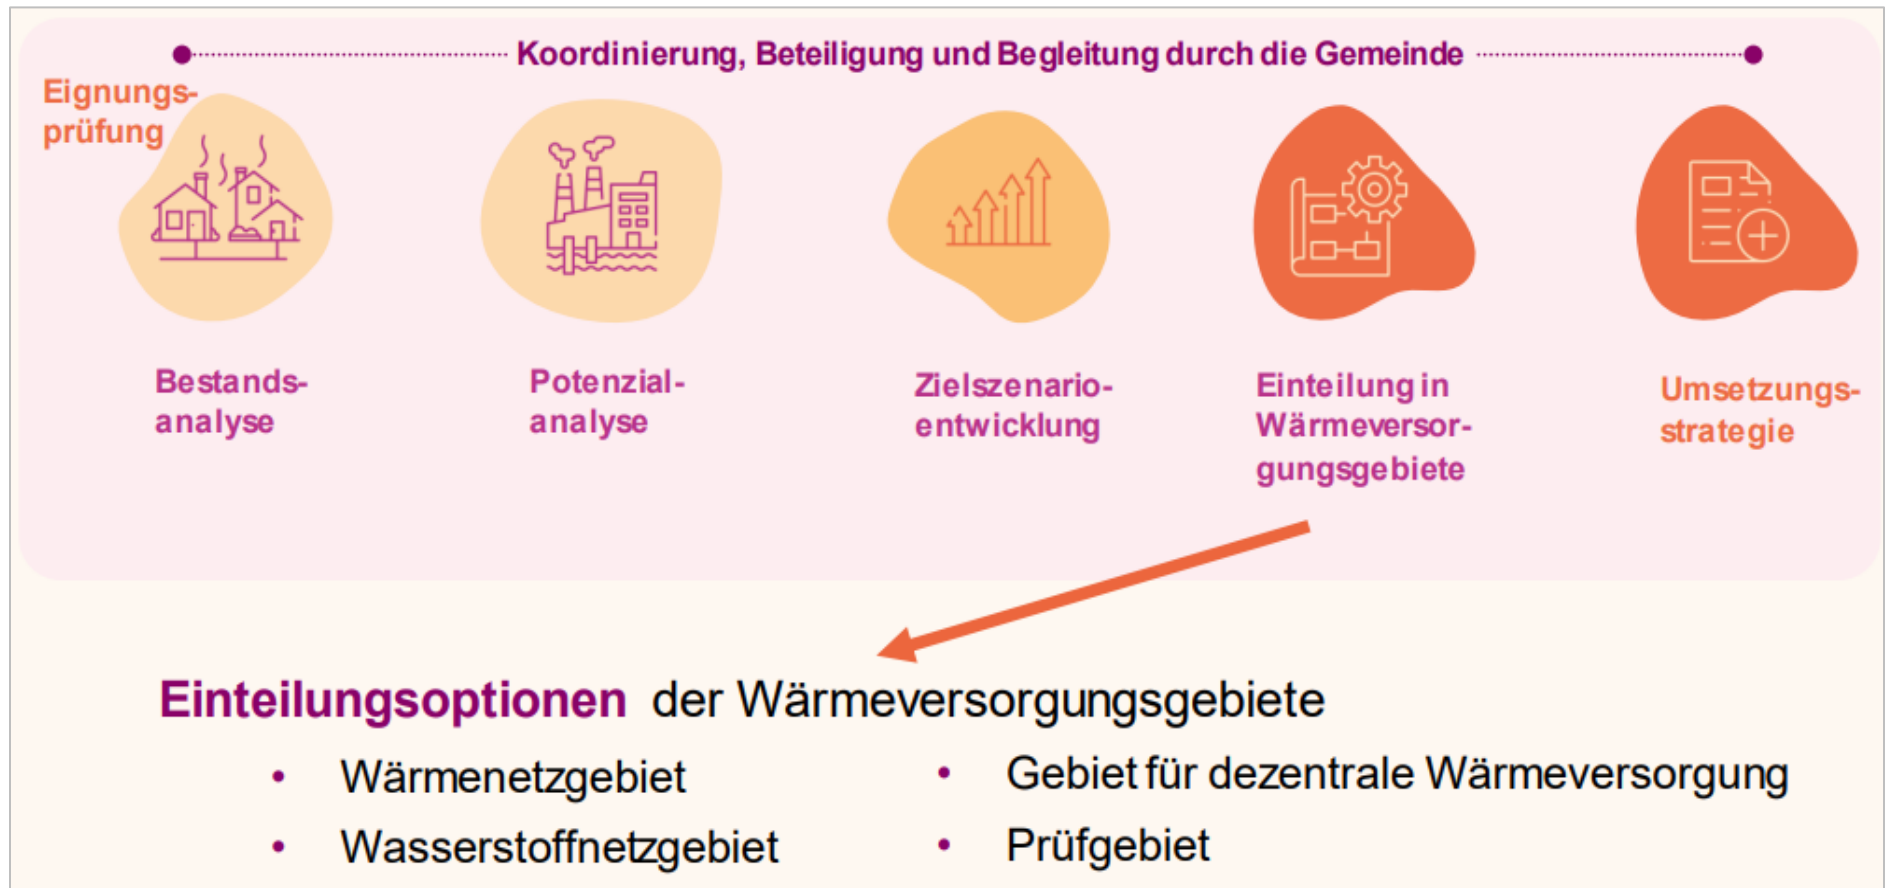 Koordinierung, Beteiligung und Begleitung durch die Gemeinde
Eignungs-
prüfung
Bestands-
analyse
Potenzial-
analyse
Zielszenario-
entwicklung
Einteilung in
Wärmeversor-
gungsgebiete
Umsetzungs-
strategie
Einteilungsoptionen der Wärmeversorgungsgebiete
• Wärmenetzgebiet
• Wasserstoffnetzgebiet
• Gebiet für dezentrale Wärmeversorgung
• Prüfgebiet